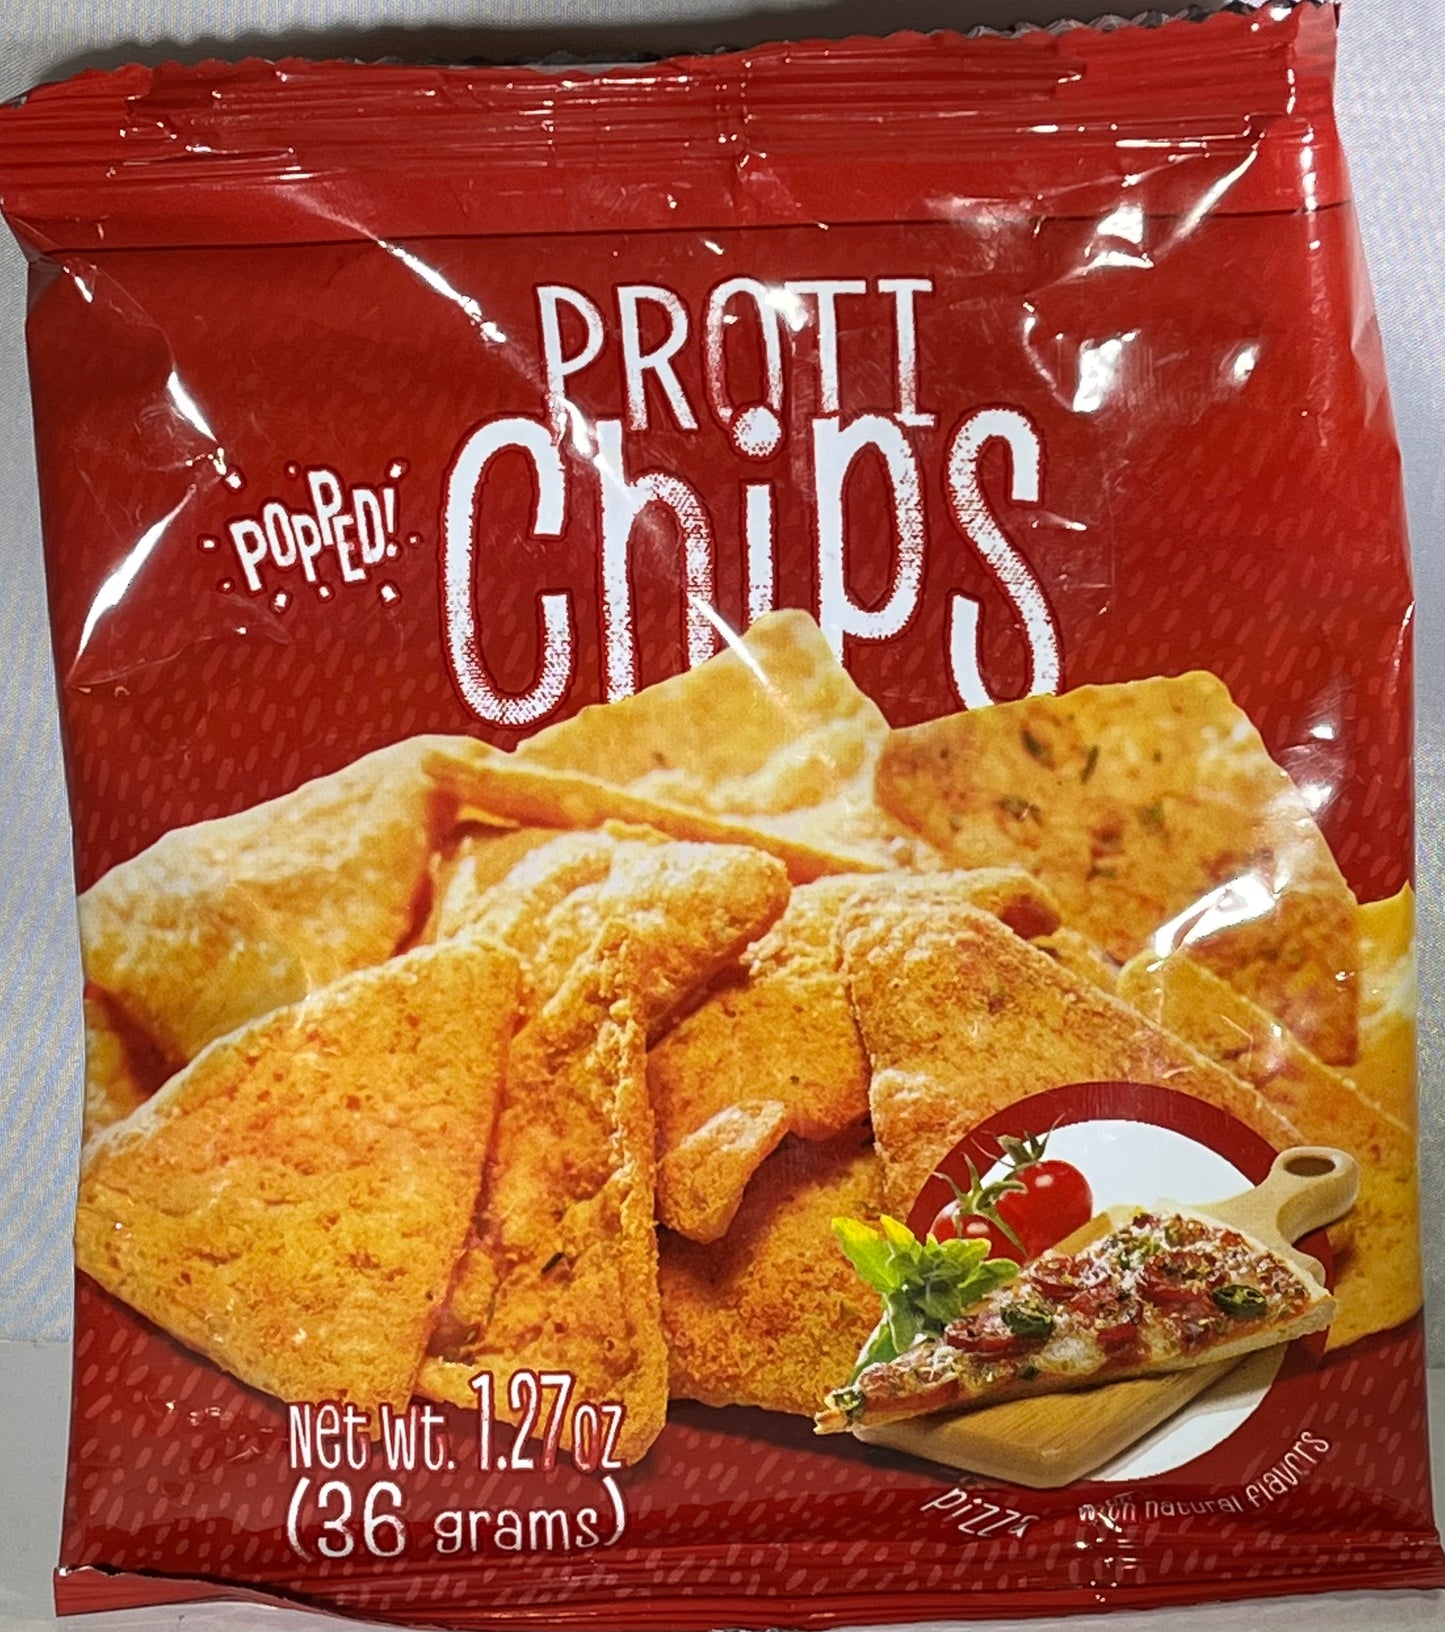 PROTI
Chips
POPPED!
Net Wt. 1.27oz
(36 grams)
pizza with natural flavors